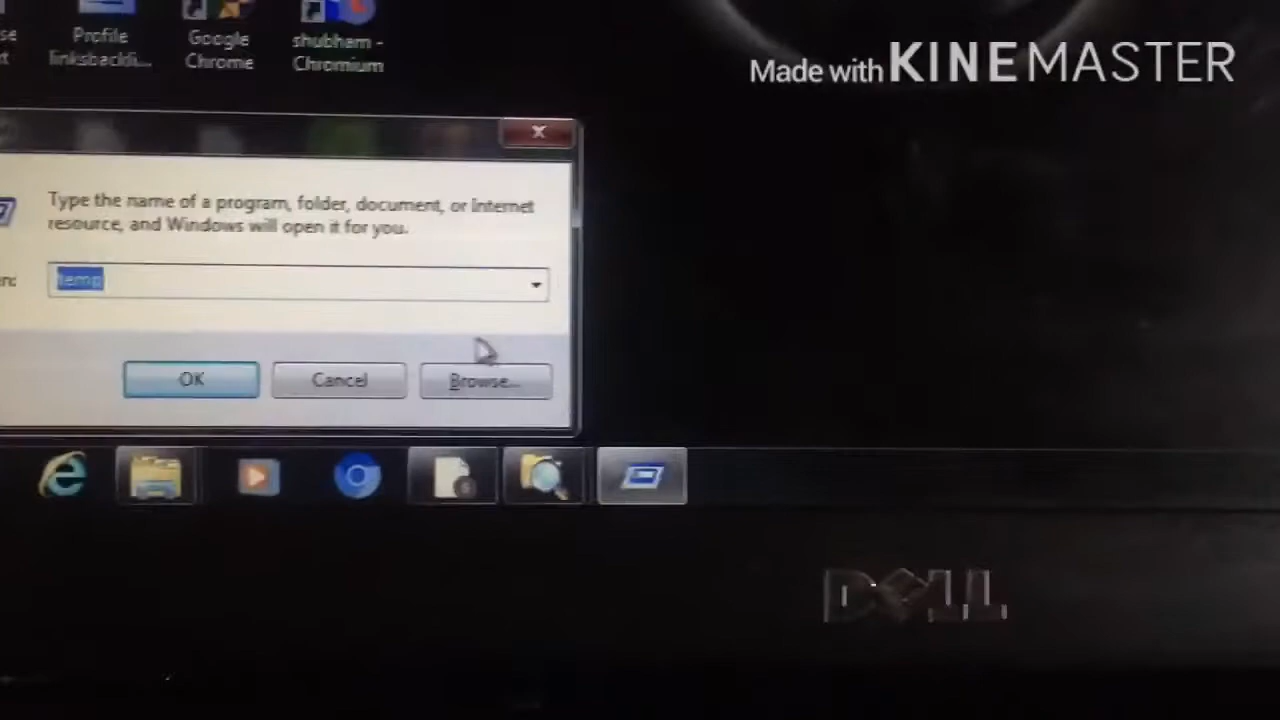 Profile
linksbackli...
Google
Chrome
shubham -
Chromium
Made with KINEMASTER
Type the name of a program, folder, document, or Internet
resource, and Windows will open it for you.
temp
OK
Cancel
Browse...
DELL